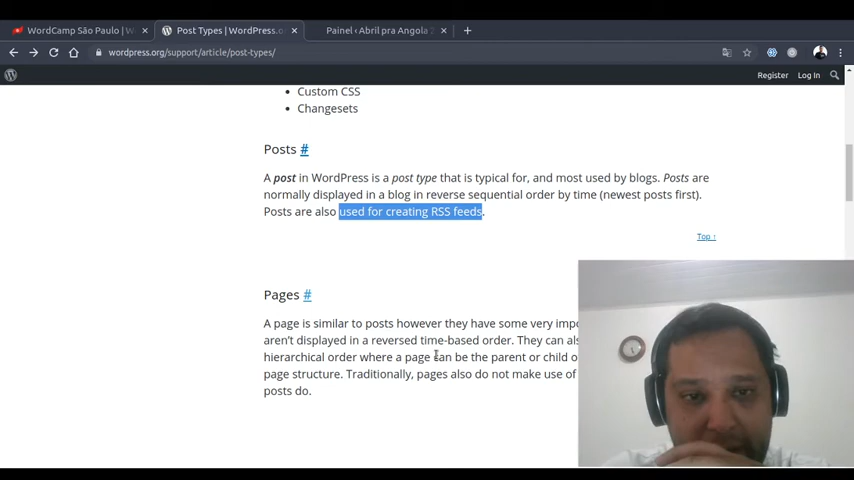 WordCamp São Paulo | W
Post Types | WordPress.o
Painel ‹ Abril pra Angola 2
wordpress.org/support/article/post-types/
Register Log In
Custom CSS
Changesets
Posts #
A post in WordPress is a post type that is typical for, and most used by blogs. Posts are
normally displayed in a blog in reverse sequential order by time (newest posts first).
Posts are also used for creating RSS feeds.
Top ↑
Pages #
A page is similar to posts however they have some very impo
aren't displayed in a reversed time-based order. They can als
hierarchical order where a page can be the parent or child o
page structure. Traditionally, pages also do not make use of
posts do.